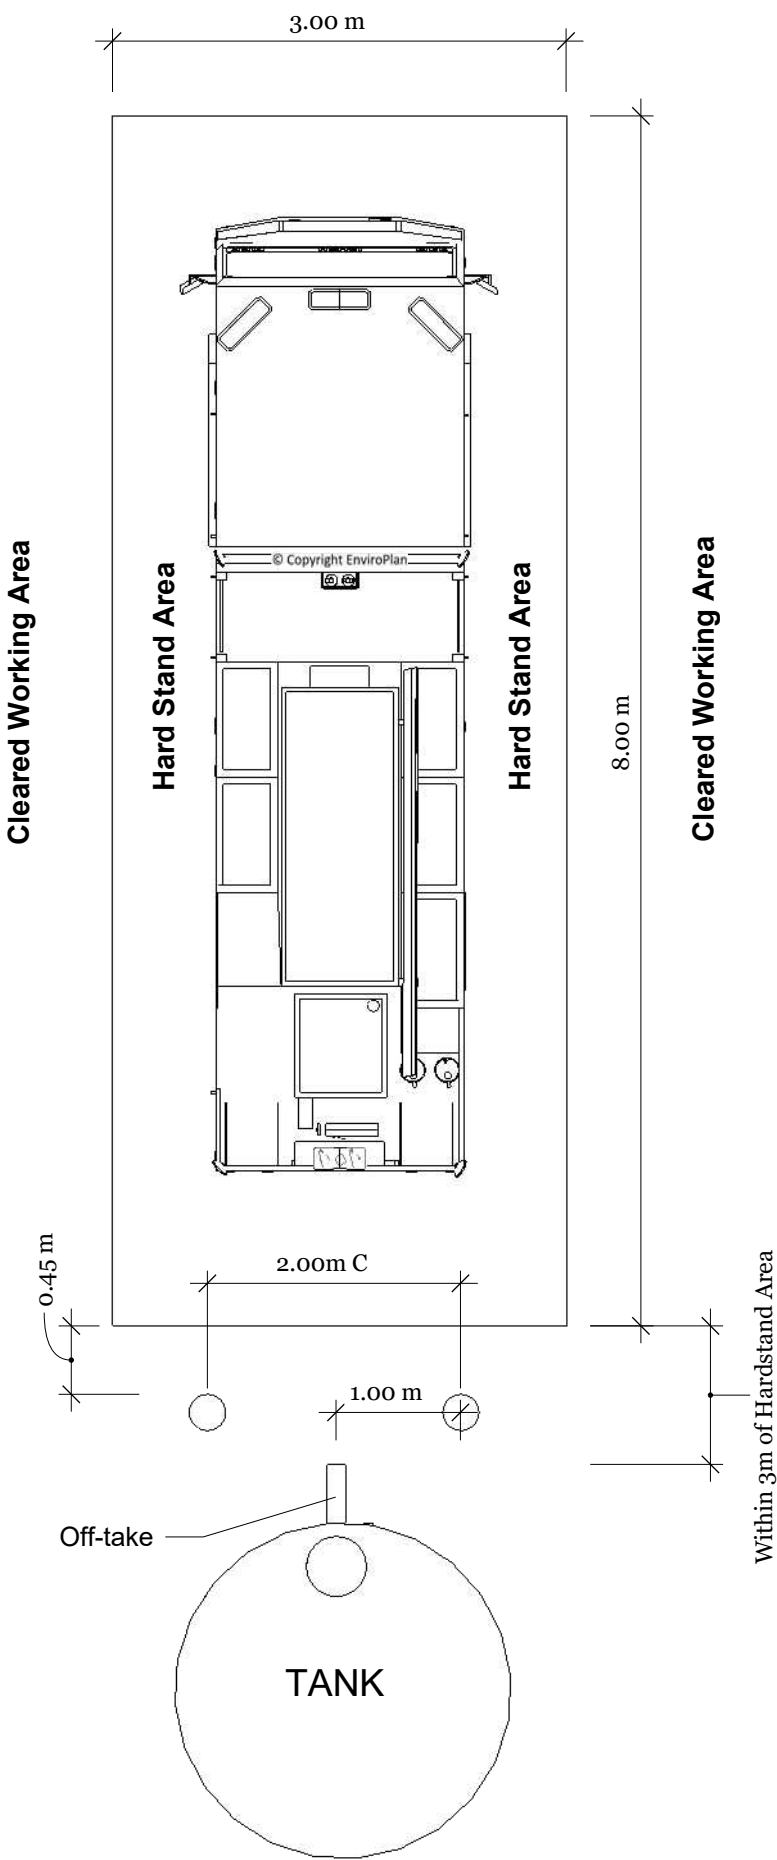 3.00 m
Cleared Working Area
Hard Stand Area
© Copyright EnviroPlan
Hard Stand Area
8.00 m
Cleared Working Area
0.45 m
2.00m C
1.00 m
Within 3m of Hardstand Area
Off-take
TANK